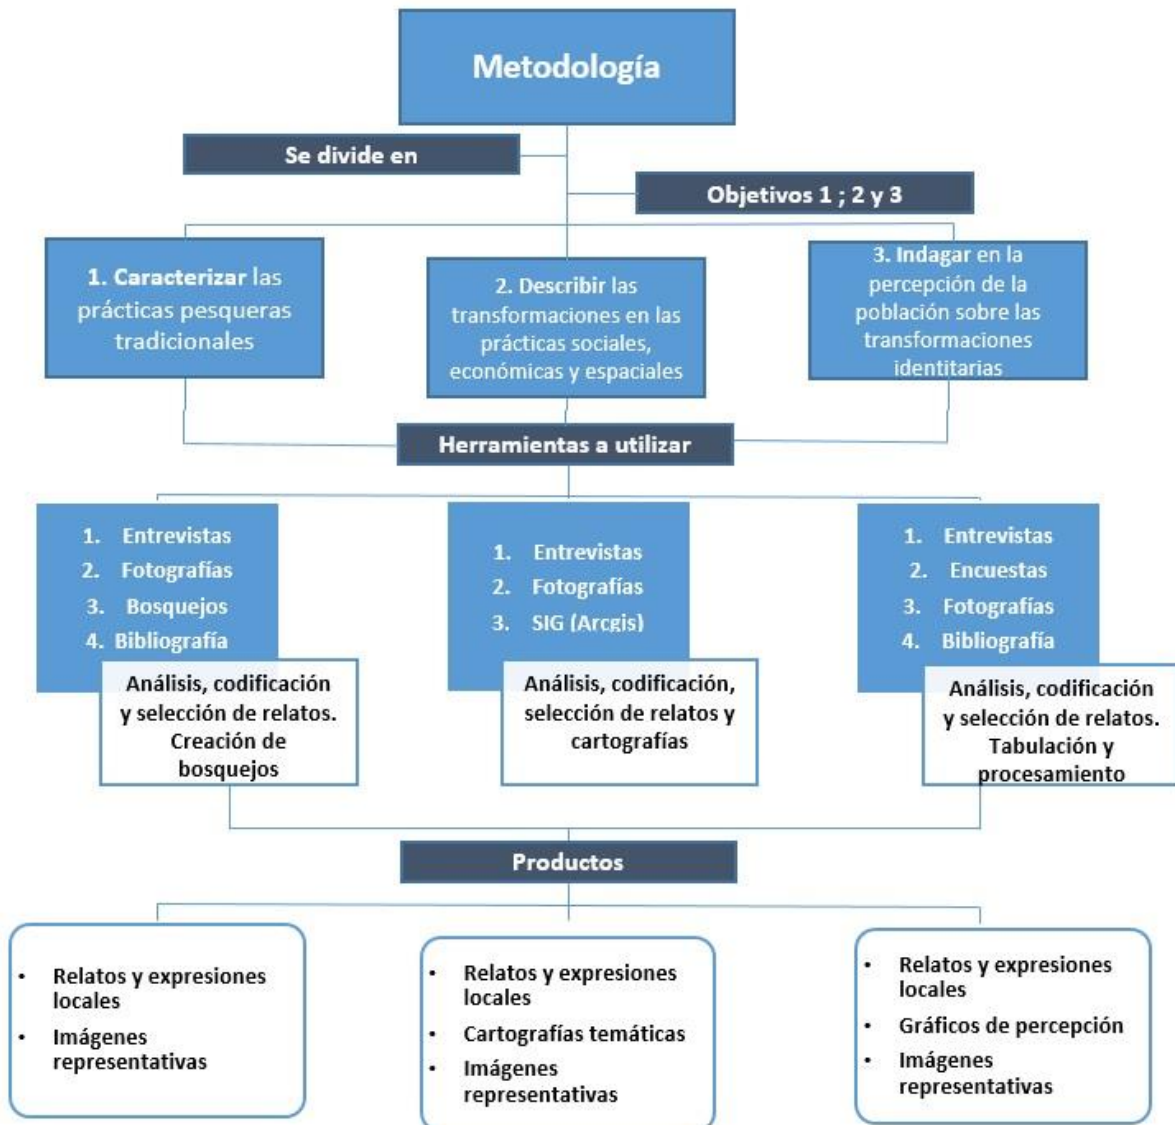 Metodología
Se divide en
Objetivos 1 ; 2 y 3
1. Caracterizar las
prácticas pesqueras
tradicionales
2. Describir las
transformaciones en las
prácticas sociales,
económicas y espaciales
3. Indagar en la
percepción de la
población sobre las
transformaciones
identitarias
Herramientas a utilizar
1. Entrevistas
2. Fotografías
3. Bosquejos
4. Bibliografía
Análisis, codificación
y selección de relatos.
Creación de
bosquejos
1. Entrevistas
2. Fotografías
3. SIG (Arcgis)
Análisis, codificación,
selección de relatos y
cartografías
1. Entrevistas
2. Encuestas
3. Fotografías
4. Bibliografía
Análisis, codificación
y selección de relatos.
Tabulación y
procesamiento
Productos
• Relatos y expresiones
locales
• Imágenes
representativas
• Relatos y expresiones
locales
• Cartografías temáticas
• Imágenes
representativas
• Relatos y expresiones
locales
• Gráficos de percepción
• Imágenes
representativas